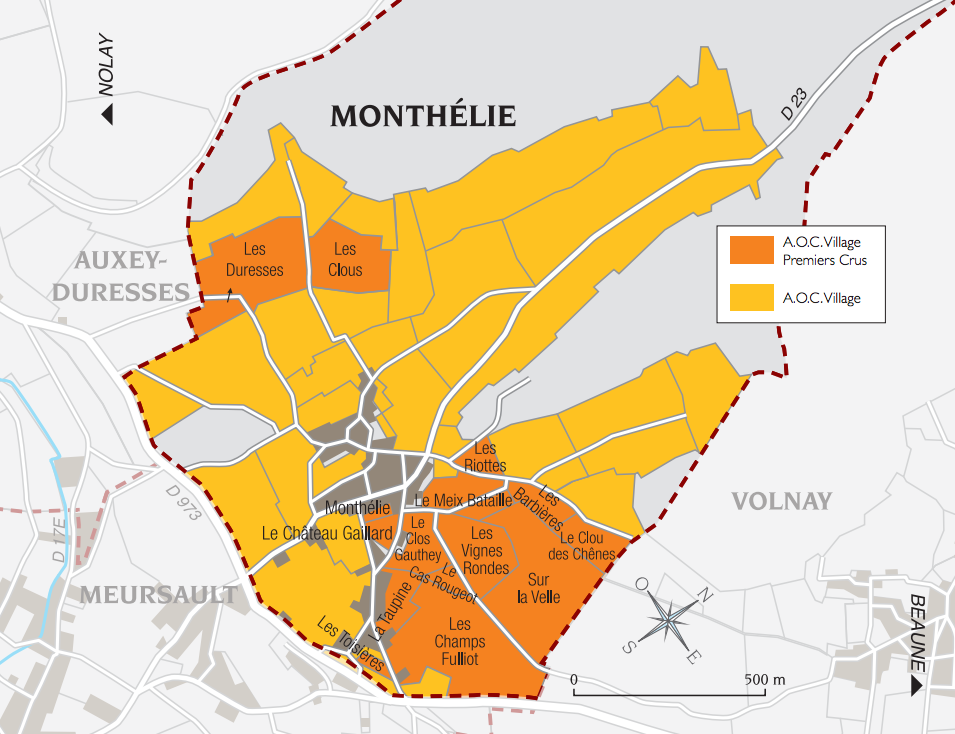 NOLAY
MONTHÉLIE
D 23
A.O.C.Village
Premiers Crus
A.O.C.Village
AUXEY-
DURESSES
Les
Duresses
Les
Clous
Les
Riottes
Le Meix Bataille
Les
Barbières
Monthélie
Le Château Gaillard
Le
Clos
Gauthey
Les
Vignes
Rondes
Le Clou
des Chênes
Le
Cas Rougeot
Sur
la Velle
La Taupine
Les
Champs
Fulliot
Les Toisières
VOLNAY
D 973
D 17E
MEURSAULT
O
N
S
E
BEAUNE
0
500 m